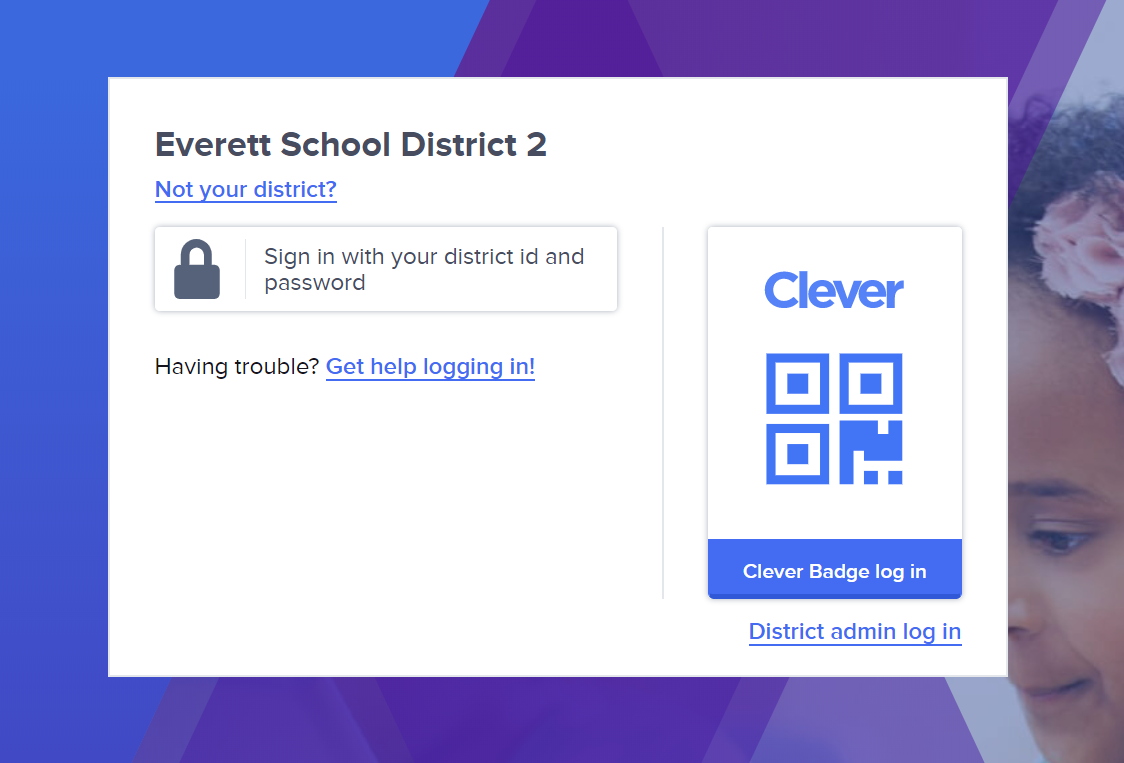 Everett School District 2
Not your district?
Sign in with your district id and
password
Having trouble? Get help logging in!
Clever
Clever Badge log in
District admin log in